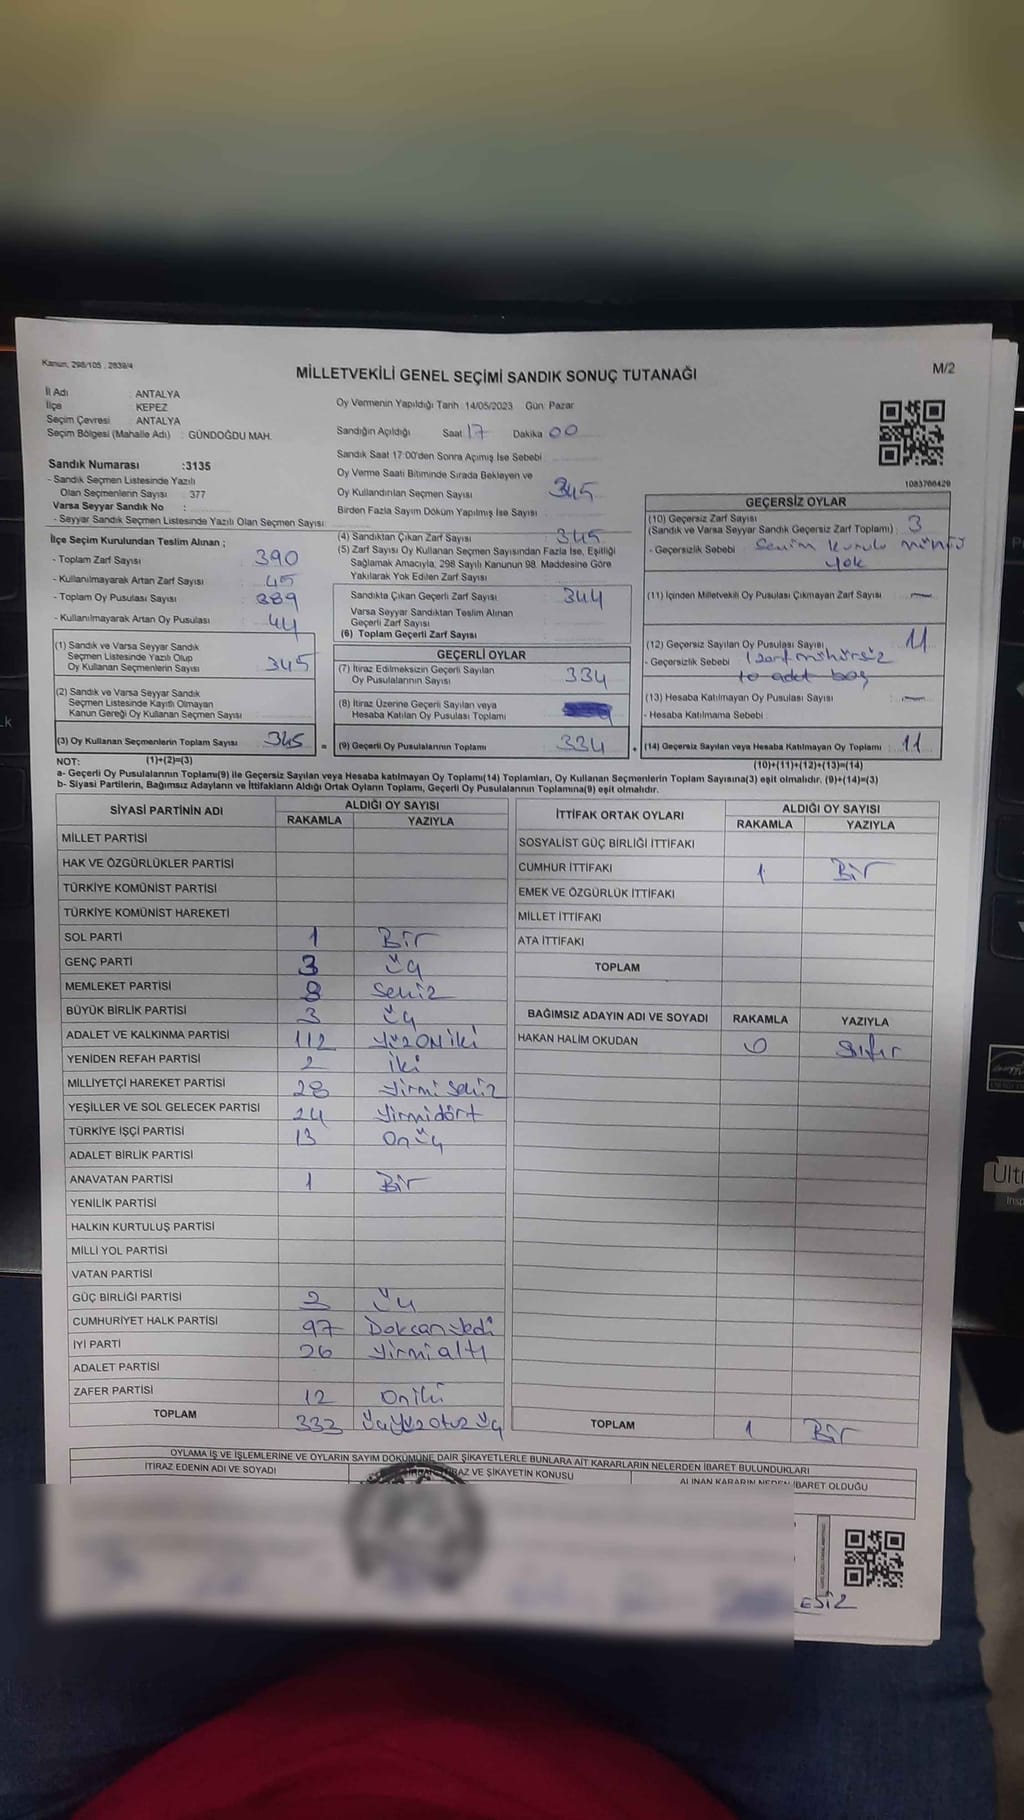 Kanun, 298/105 , 2839/4
M/2
MİLLETVEKİLİ GENEL SEÇİMİ SANDIK SONUÇ TUTANAĞI
İl Adı : ANTALYA
İlçe : KEPEZ
Seçim Çevresi : ANTALYA
Seçim Bölgesi (Mahalle Adı) : GÜNDOĞDU MAH.
Sandık Numarası :3135
- Sandık Seçmen Listesinde Yazılı
Olan Seçmenlerin Sayısı : 377
Varsa Seyyar Sandık No :
- Seyyar Sandık Seçmen Listesinde Yazılı Olan Seçmen Sayısı :
İlçe Seçim Kurulundan Teslim Alınan ;
- Toplam Zarf Sayısı : 390
- Kullanılmayarak Artan Zarf Sayısı : 45
- Toplam Oy Pusulası Sayısı : 389
- Kullanılmayarak Artan Oy Pusulası : 44
(1) Sandık ve Varsa Seyyar Sandık
Seçmen Listesinde Yazılı Olup
Oy Kullanan Seçmenlerin Sayısı : 345
(2) Sandık ve Varsa Seyyar Sandık
Seçmen Listesinde Kayıtlı Olmayan
Kanun Gereği Oy Kullanan Seçmen Sayısı :
(3) Oy Kullanan Seçmenlerin Toplam Sayısı : 345
Oy Vermenin Yapıldığı Tarih :14/05/2023 Gün: Pazar
Sandığın Açıldığı Saat : 17 Dakika : 00
Sandık Saat 17:00'den Sonra Açımış İse Sebebi :
Oy Verme Saati Bitiminde Sırada Bekleyen ve
Oy Kullandırılan Seçmen Sayısı : 345
Birden Fazla Sayım Döküm Yapılmış İse Sayısı :
(4) Sandıktan Çıkan Zarf Sayısı : 345
(5) Zarf Sayısı Oy Kullanan Seçmen Sayısından Fazla İse, Eşitliği
Sağlamak Amacıyla, 298 Sayılı Kanunun 98. Maddesine Göre
Yakılarak Yok Edilen Zarf Sayısı :
Sandıkta Çıkan Geçerli Zarf Sayısı : 344
Varsa Seyyar Sandıktan Teslim Alınan
Geçerli Zarf Sayısı :
(6) Toplam Geçerli Zarf Sayısı :
GEÇERLİ OYLAR
(7) İtiraz Edilmeksizin Geçerli Sayılan
Oy Pusulalarının Sayısı : 334
(8) İtiraz Üzerine Geçerli Sayılan veya
Hesaba Katılan Oy Pusulası Toplamı :
= (9) Geçerli Oy Pusulalarının Toplamı : 334
1083766429
GEÇERSİZ OYLAR
(10) Geçersiz Zarf Sayısı
(Sandık ve Varsa Seyyar Sandık Geçersiz Zarf Toplamı) : 3
- Geçersizlik Sebebi : Seçim Kurulu mührü
yok
(11) İçinden Milletvekili Oy Pusulası Çıkmayan Zarf Sayısı : —
(12) Geçersiz Sayılan Oy Pusulası Sayısı : 11
- Geçersizlik Sebebi : 1 zarf mühürsüz
10 adet boş
(13) Hesaba Katılmayan Oy Pusulası Sayısı : —
- Hesaba Katılmama Sebebi :
+ (14) Geçersiz Sayılan veya Hesaba Katılmayan Oy Toplamı : 11
NOT: (1)+(2)=(3)
(10)+(11)+(12)+(13)=(14)
a- Geçerli Oy Pusulalarının Toplamı(9) ile Geçersiz Sayılan veya Hesaba katılmayan Oy Toplamı(14) Toplamları, Oy Kullanan Seçmenlerin Toplam Sayısına(3) eşit olmalıdır. (9)+(14)=(3)
b- Siyasi Partilerin, Bağımsız Adayların ve İttifakların Aldığı Ortak Oyların Toplamı, Geçerli Oy Pusulalarının Toplamına(9) eşit olmalıdır.
SİYASİ PARTİNİN ADI ALDIĞI OY SAYISI
RAKAMLA YAZIYLA
MİLLET PARTİSİ
HAK VE ÖZGÜRLÜKLER PARTİSİ
TÜRKİYE KOMÜNİST PARTİSİ
TÜRKİYE KOMÜNİST HAREKETİ
SOL PARTİ 1 Bir
GENÇ PARTİ 3 Üç
MEMLEKET PARTİSİ 8 Sekiz
BÜYÜK BİRLİK PARTİSİ 3 Üç
ADALET VE KALKINMA PARTİSİ 112 Yüzoniki
YENİDEN REFAH PARTİSİ 2 İki
MİLLİYETÇİ HAREKET PARTİSİ 28 Yirmi Sekiz
YEŞİLLER VE SOL GELECEK PARTİSİ 24 Yirmidört
TÜRKİYE İŞÇİ PARTİSİ 13 Onüç
ADALET BİRLİK PARTİSİ
ANAVATAN PARTİSİ 1 Bir
YENİLİK PARTİSİ
HALKIN KURTULUŞ PARTİSİ
MİLLİ YOL PARTİSİ
VATAN PARTİSİ
GÜÇ BİRLİĞİ PARTİSİ 3 Üç
CUMHURİYET HALK PARTİSİ 97 Doksanyedi
İYİ PARTİ 26 Yirmialtı
ADALET PARTİSİ
ZAFER PARTİSİ 12 Oniki
TOPLAM 333 Üçyüzotuzüç
İTTİFAK ORTAK OYLARI ALDIĞI OY SAYISI
RAKAMLA YAZIYLA
SOSYALİST GÜÇ BİRLİĞİ İTTİFAKI
CUMHUR İTTİFAKI 1 Bir
EMEK VE ÖZGÜRLÜK İTTİFAKI
MİLLET İTTİFAKI
ATA İTTİFAKI
TOPLAM
BAĞIMSIZ ADAYIN ADI VE SOYADI RAKAMLA YAZIYLA
HAKAN HALİM OKUDAN 0 Sıfır
TOPLAM 1 Bir
OYLAMA İŞ VE İŞLEMLERİNE VE OYLARIN SAYIM DÖKÜMÜNE DAİR ŞİKAYETLERLE BUNLARA AİT KARARLARIN NELERDEN İBARET BULUNDUKLARI
İTİRAZ EDENİN ADI VE SOYADI İTİRAZ VE ŞİKAYETİN KONUSU ALINAN KARARIN NEDEN İBARET OLDUĞU